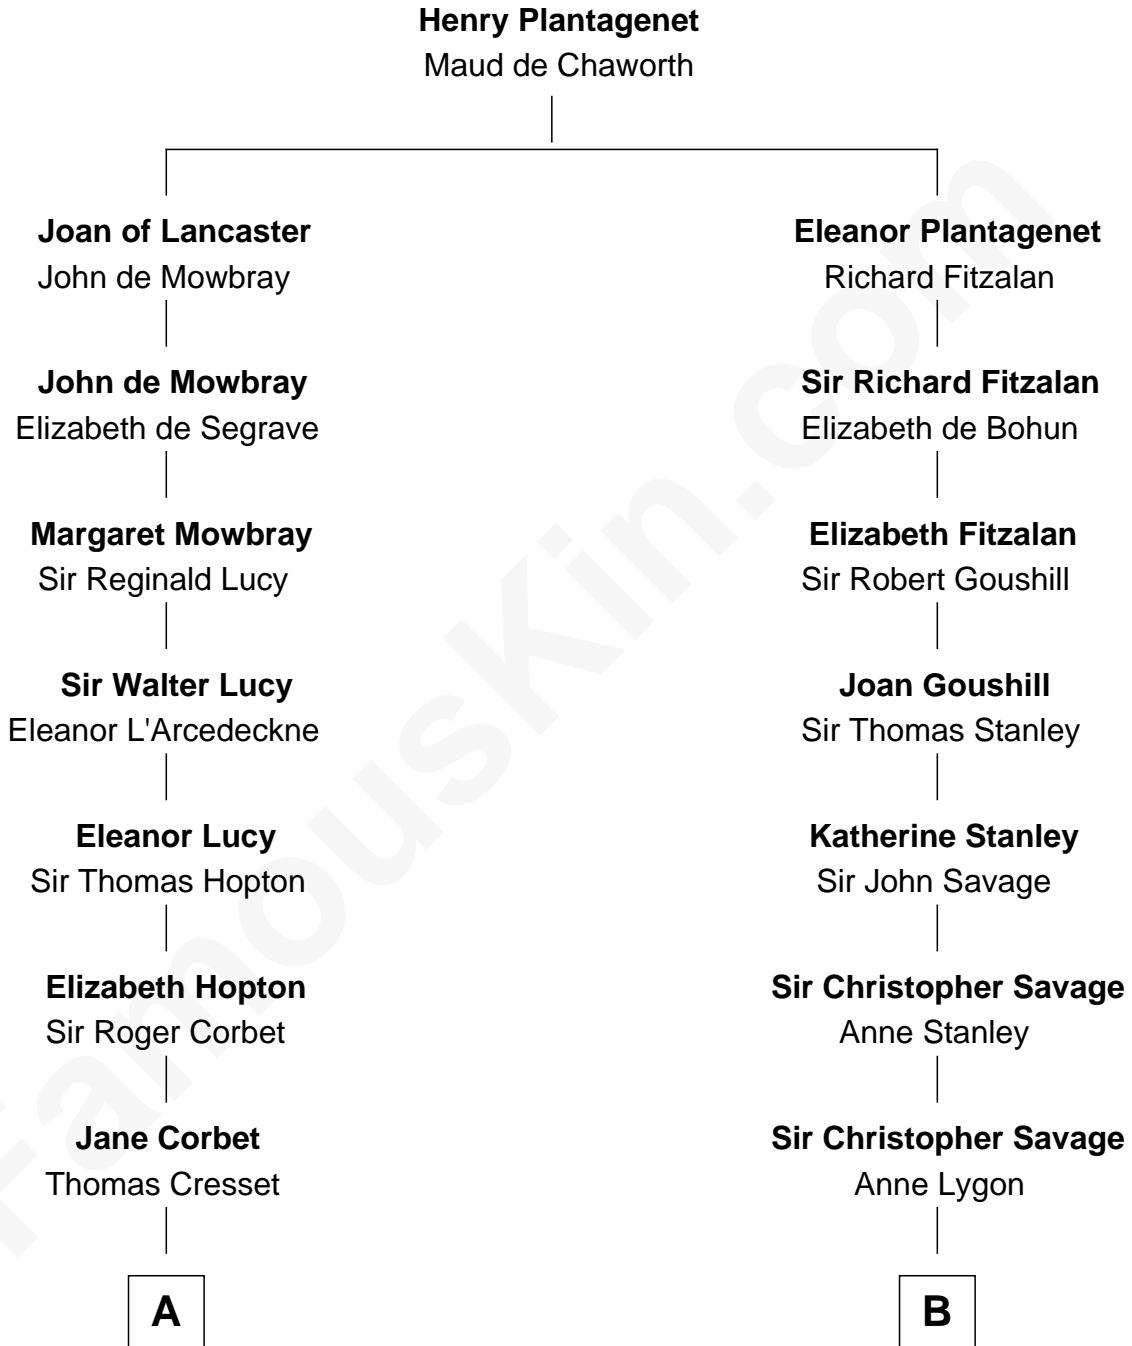 Henry Plantagenet
Maud de Chaworth
Joan of Lancaster
John de Mowbray
Eleanor Plantagenet
Richard Fitzalan
John de Mowbray
Elizabeth de Segrave
Sir Richard Fitzalan
Elizabeth de Bohun
Margaret Mowbray
Sir Reginald Lucy
Elizabeth Fitzalan
Sir Robert Goushill
Sir Walter Lucy
Eleanor L'Arcedeckne
Joan Goushill
Sir Thomas Stanley
Eleanor Lucy
Sir Thomas Hopton
Katherine Stanley
Sir John Savage
Elizabeth Hopton
Sir Roger Corbet
Sir Christopher Savage
Anne Stanley
Jane Corbet
Thomas Cresset
Sir Christopher Savage
Anne Lygon
A
B
FamousKin.com